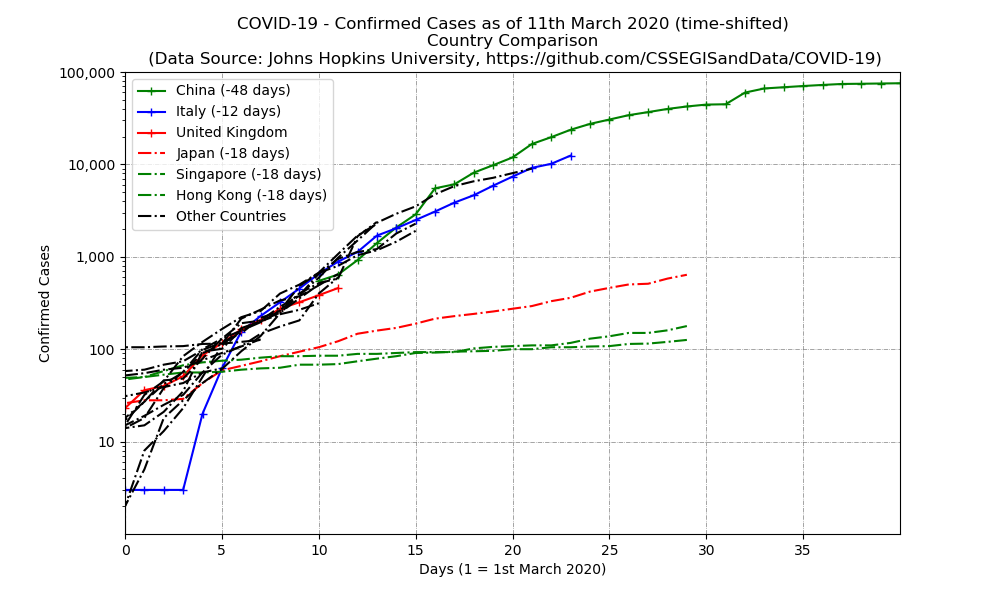 COVID-19 - Confirmed Cases as of 11th March 2020 (time-shifted)
Country Comparison
(Data Source: Johns Hopkins University, https://github.com/CSSEGISandData/COVID-19)
100,000
10,000
1,000
100
10
Confirmed Cases
China (-48 days)
Italy (-12 days)
United Kingdom
Japan (-18 days)
Singapore (-18 days)
Hong Kong (-18 days)
Other Countries
0 5 10 15 20 25 30 35
Days (1 = 1st March 2020)